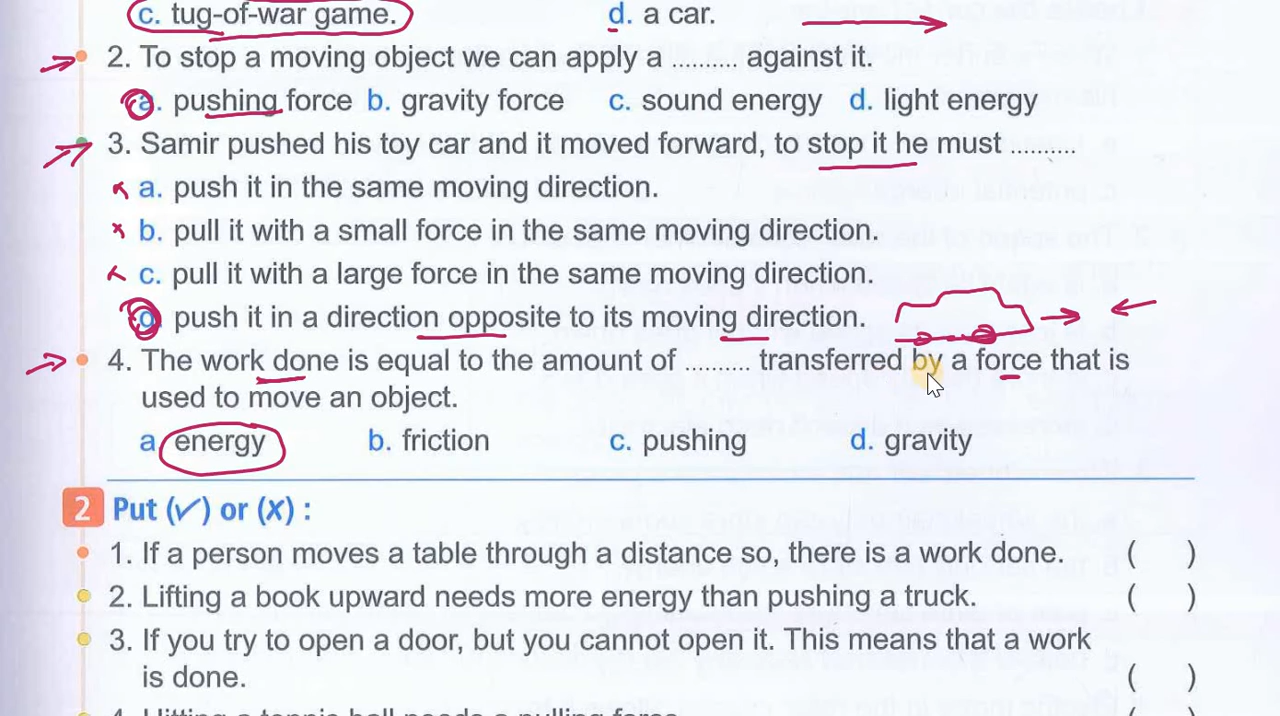 c. tug-of-war game. d. a car.
2. To stop a moving object we can apply a .......... against it.
a. pushing force b. gravity force c. sound energy d. light energy
3. Samir pushed his toy car and it moved forward, to stop it he must ..........
a. push it in the same moving direction.
b. pull it with a small force in the same moving direction.
c. pull it with a large force in the same moving direction.
d. push it in a direction opposite to its moving direction.
4. The work done is equal to the amount of .......... transferred by a force that is
used to move an object.
a energy b. friction c. pushing d. gravity
2 Put (✓) or (x) :
1. If a person moves a table through a distance so, there is a work done. ( )
2. Lifting a book upward needs more energy than pushing a truck. ( )
3. If you try to open a door, but you cannot open it. This means that a work
is done. ( )
4. Hitting a tennis ball needs a pulling force.